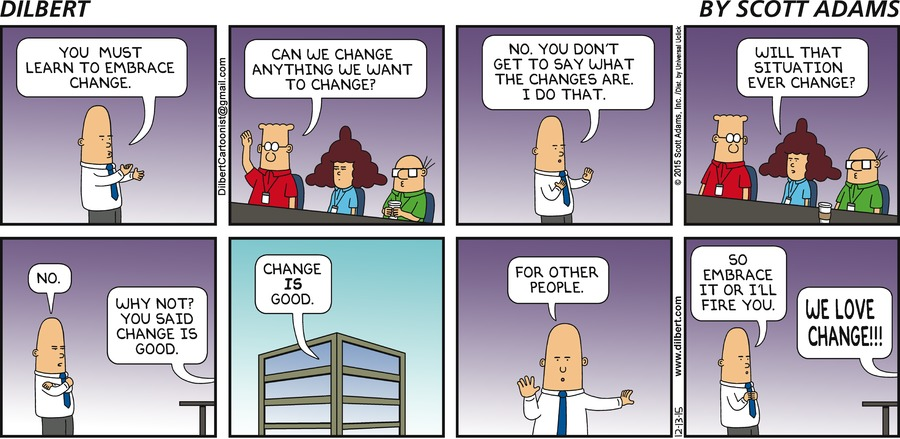 DILBERT
BY SCOTT ADAMS
YOU MUST
LEARN TO EMBRACE
CHANGE.
DilbertCartoonist@gmail.com
CAN WE CHANGE
ANYTHING WE WANT
TO CHANGE?
NO. YOU DON'T
GET TO SAY WHAT
THE CHANGES ARE.
I DO THAT.
© 2015 Scott Adams, Inc. /Dist. by Universal Uclick
WILL THAT
SITUATION
EVER CHANGE?
NO.
WHY NOT?
YOU SAID
CHANGE IS
GOOD.
CHANGE
IS
GOOD.
FOR OTHER
PEOPLE.
12-13-15
www.dilbert.com
SO
EMBRACE
IT OR I'LL
FIRE YOU.
WE LOVE
CHANGE!!!